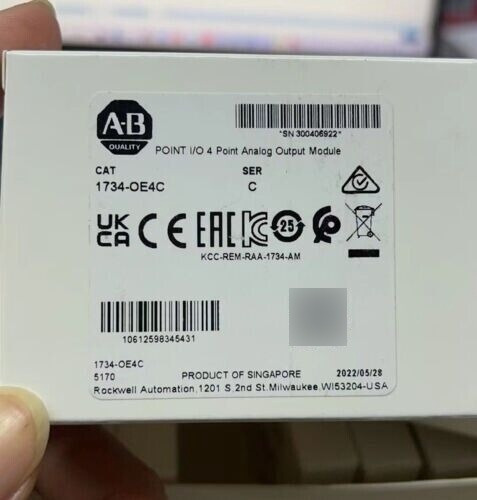 A-B
QUALITY
*SN 300406922*
POINT I/O 4 Point Analog Output Module
CAT
SER
1734-OE4C
C
UK
CA
CE
EAC
25
KCC-REM-RAA-1734-AM
10612598345431
1734-OE4C
5170
PRODUCT OF SINGAPORE
2022/05/28
Rockwell Automation,1201 S.2nd St.Milwaukee,WI53204-USA